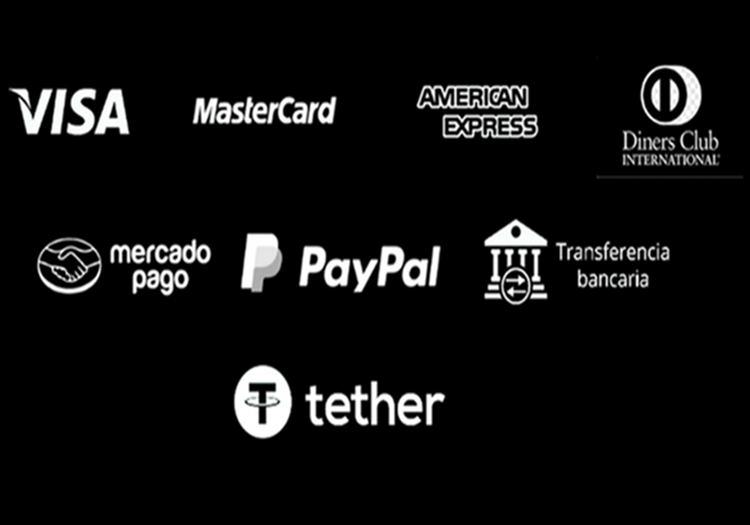 VISA
MasterCard
AMERICAN
EXPRESS
Diners Club
INTERNATIONAL
mercado
pago
PayPal
Transferencia
bancaria
tether